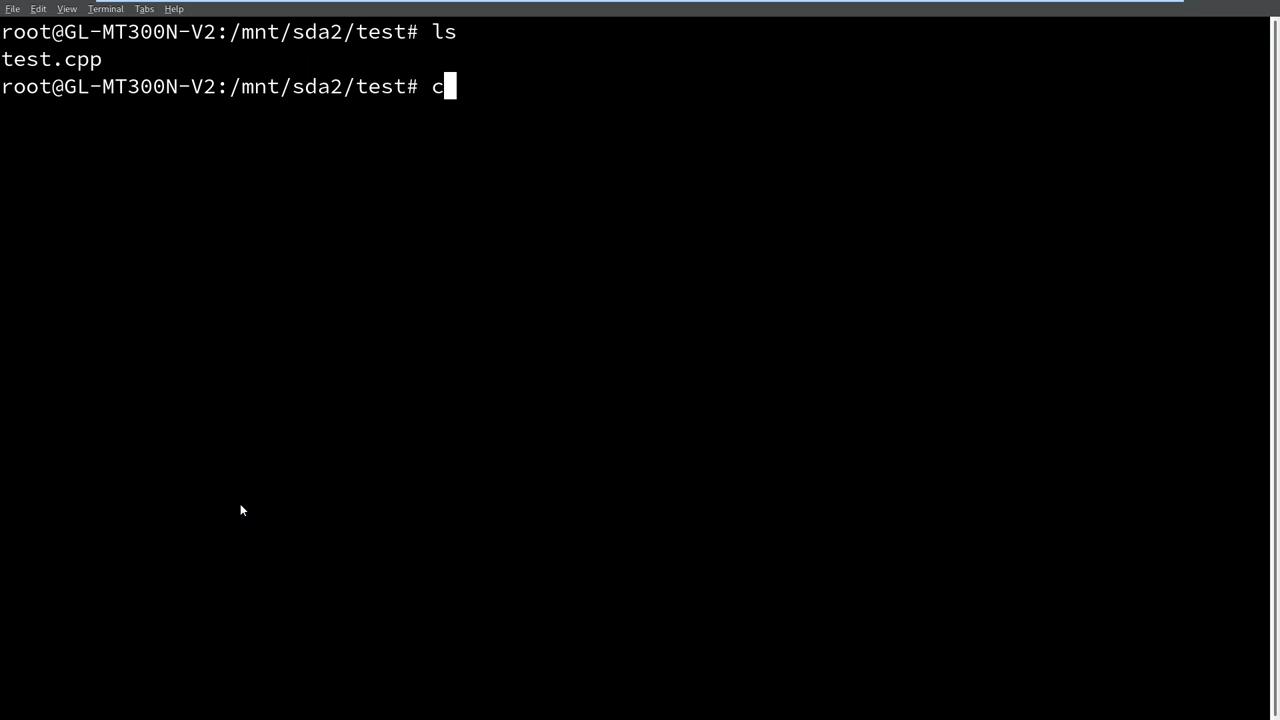 File Edit View Terminal Tabs Help
root@GL-MT300N-V2:/mnt/sda2/test# ls
test.cpp
root@GL-MT300N-V2:/mnt/sda2/test# c